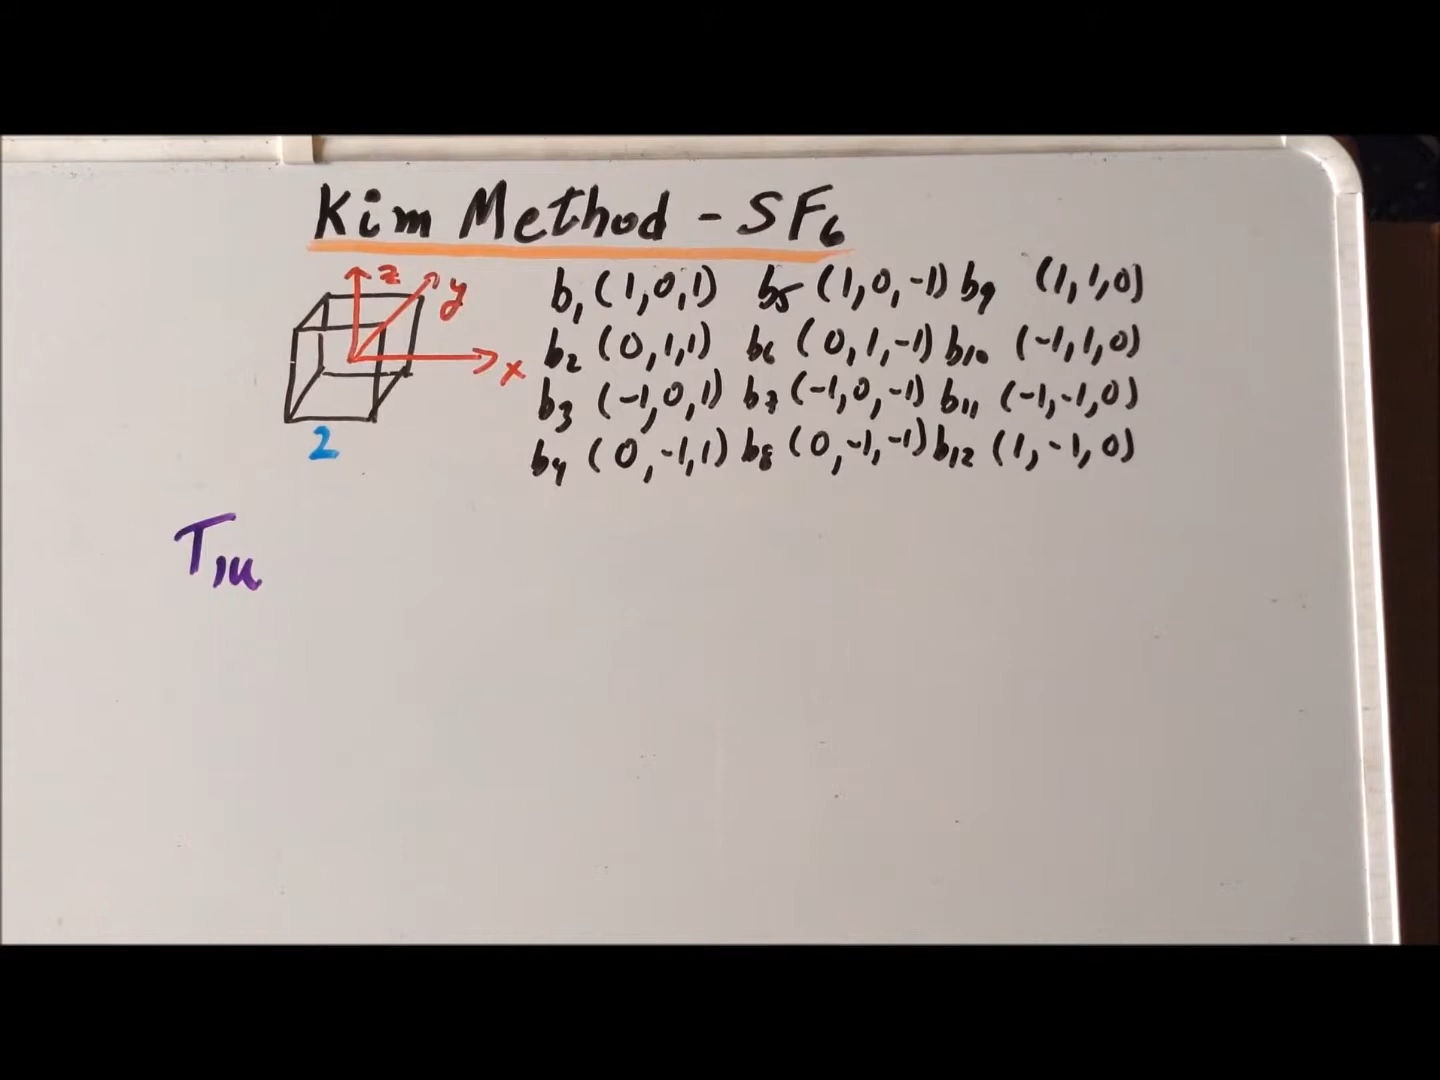 Kim Method - SF6
z
y
x
2
b1 (1,0,1) b5 (1,0,-1) b9 (1,1,0)
b2 (0,1,1) b6 (0,1,-1) b10 (-1,1,0)
b3 (-1,0,1) b7 (-1,0,-1) b11 (-1,-1,0)
b4 (0,-1,1) b8 (0,-1,-1) b12 (1,-1,0)
T1u